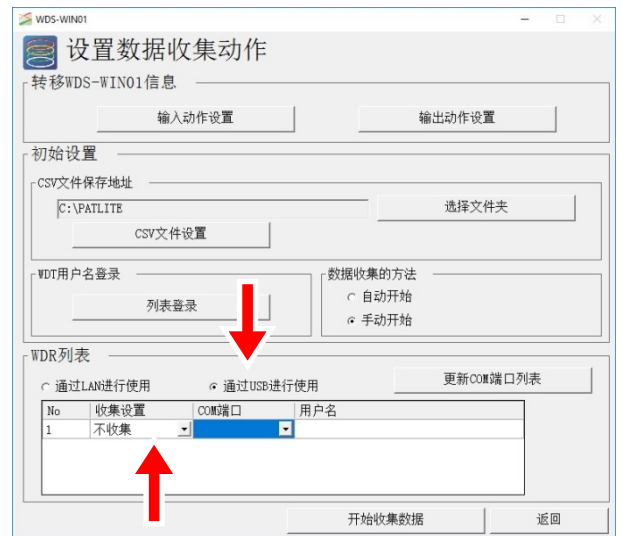 WDS-WIN01
设置数据收集动作
转移WDS-WIN01信息
输入动作设置 输出动作设置
初始设置
CSV文件保存地址
C:\PATLITE 选择文件夹
CSV文件设置
WDT用户名登录 数据收集的方法
列表登录 自动开始
手动开始
WDR列表
通过LAN进行使用 通过USB进行使用 更新COM端口列表
No 收集设置 COM端口 用户名
1 不收集
开始收集数据 返回